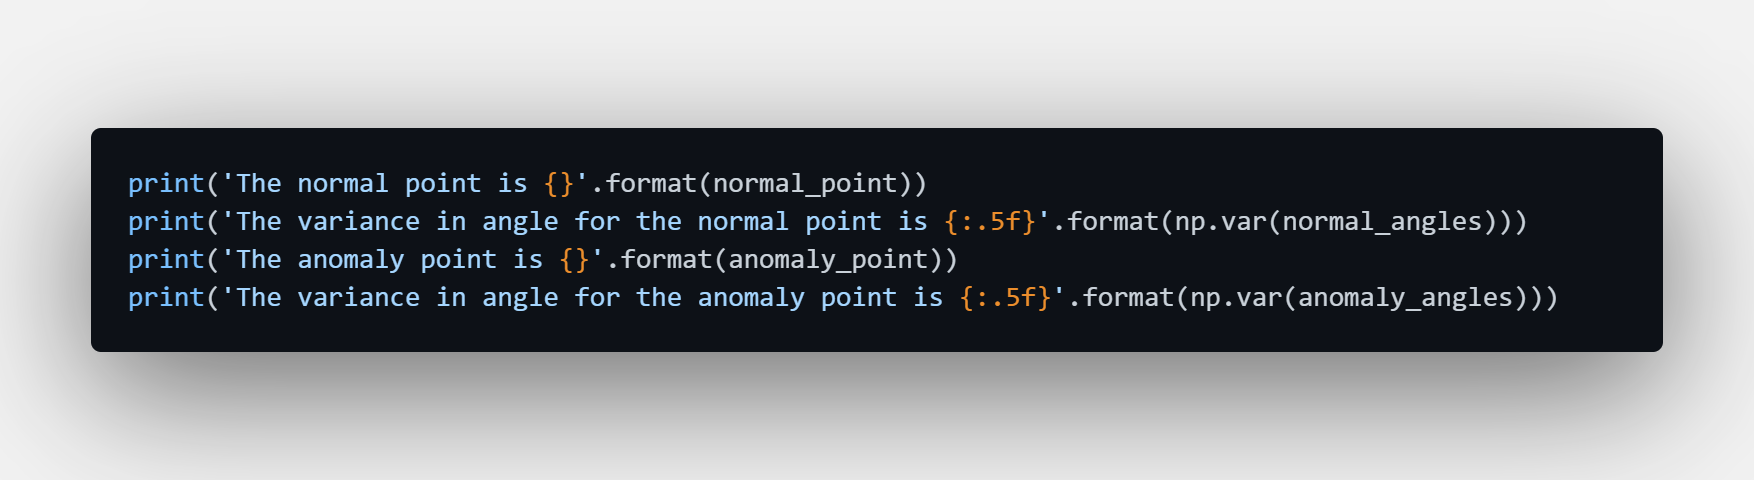 print('The normal point is {}'.format(normal_point))
print('The variance in angle for the normal point is {:.5f}'.format(np.var(normal_angles)))
print('The anomaly point is {}'.format(anomaly_point))
print('The variance in angle for the anomaly point is {:.5f}'.format(np.var(anomaly_angles)))